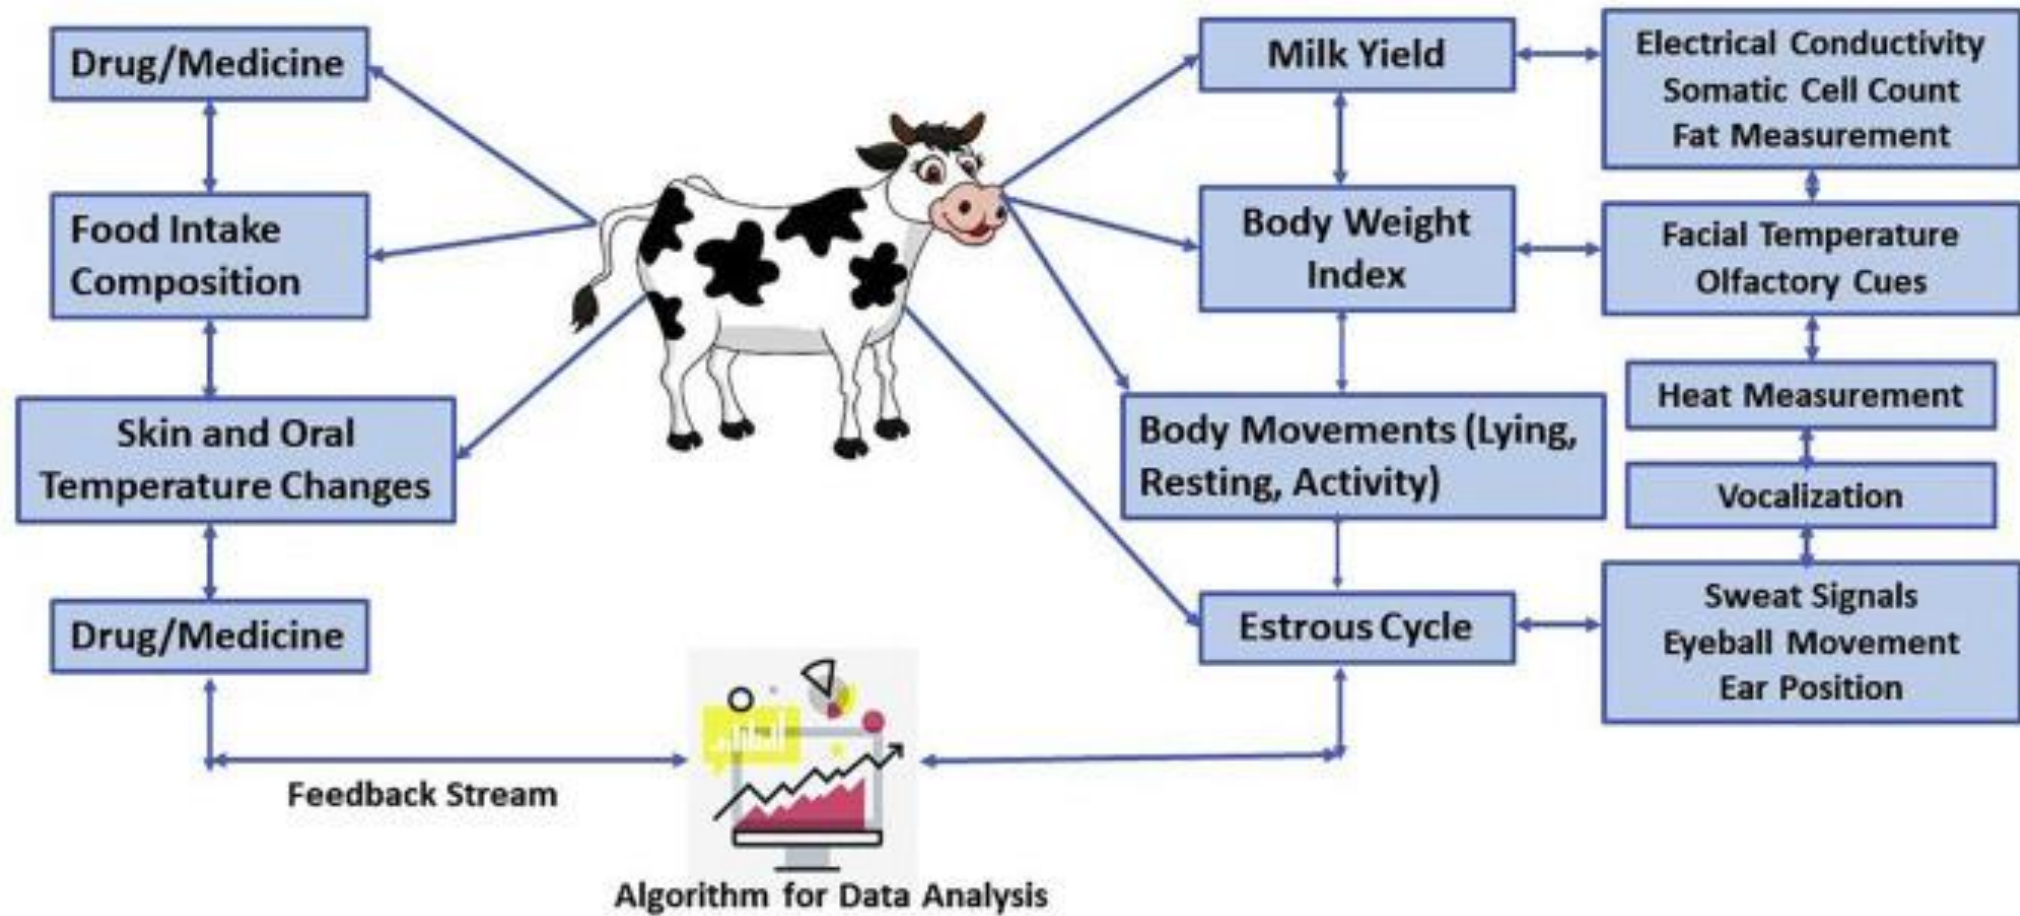 Drug/Medicine
Food Intake
Composition
Skin and Oral
Temperature Changes
Drug/Medicine
Feedback Stream
Algorithm for Data Analysis
Milk Yield
Body Weight
Index
Body Movements (Lying,
Resting, Activity)
Estrous Cycle
Electrical Conductivity
Somatic Cell Count
Fat Measurement
Facial Temperature
Olfactory Cues
Heat Measurement
Vocalization
Sweat Signals
Eyeball Movement
Ear Position